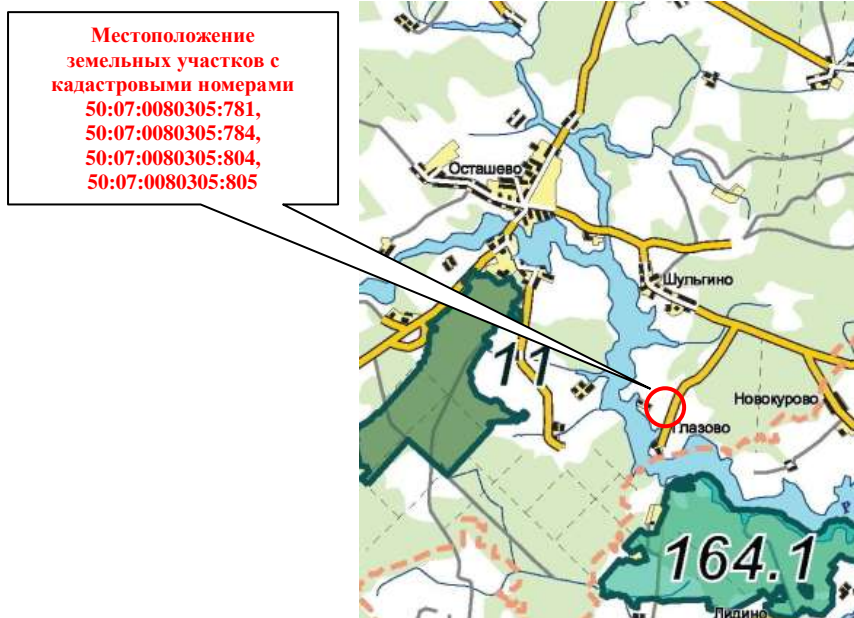 Местоположение
земельных участков с
кадастровыми номерами
50:07:0080305:781,
50:07:0080305:784,
50:07:0080305:804,
50:07:0080305:805
Осташево
Шульгино
11
Новокурово
Глазово
Р
164.1
Лидино